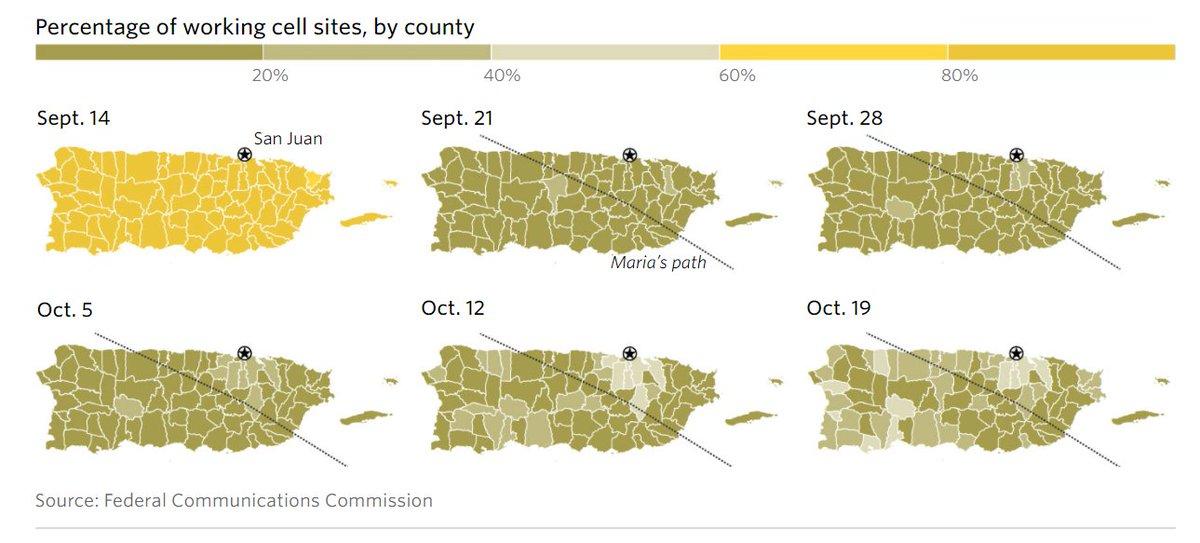 Percentage of working cell sites, by county
20% 40% 60% 80%
Sept. 14 Sept. 21 Sept. 28
San Juan
Maria's path
Oct. 5 Oct. 12 Oct. 19
Source: Federal Communications Commission